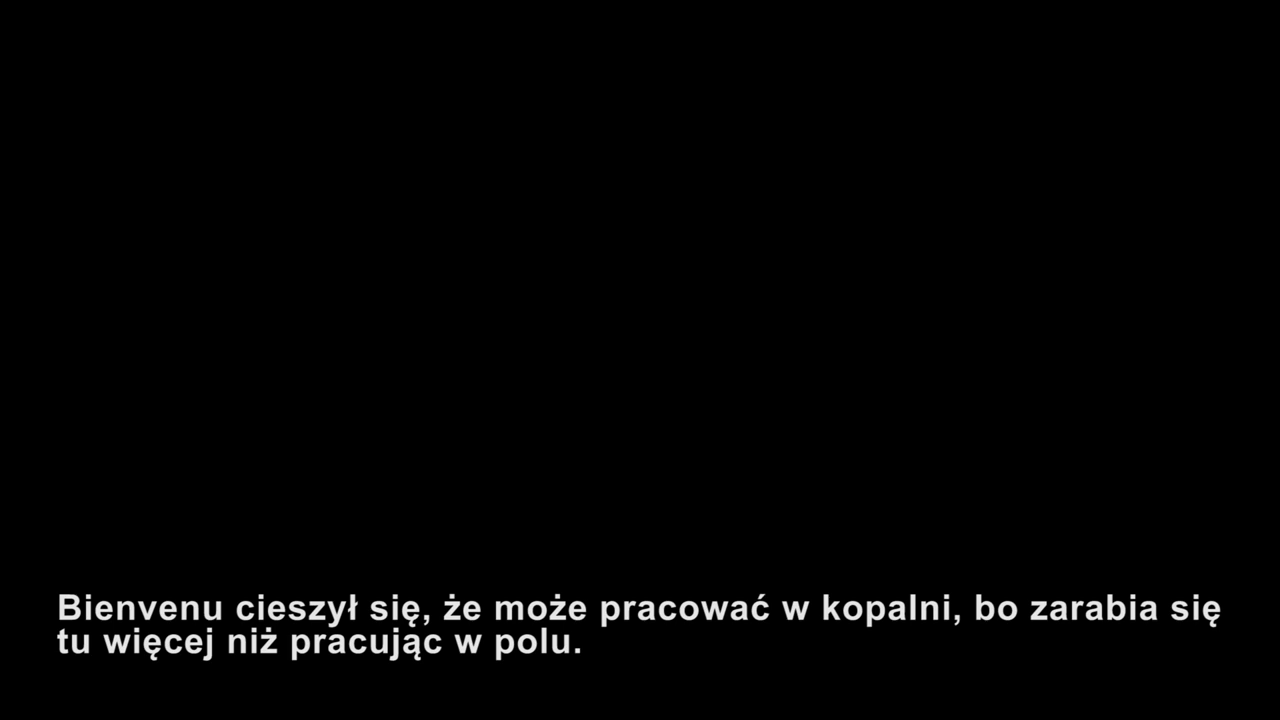 Bienvenu cieszył się, że może pracować w kopalni, bo zarabia się
tu więcej niż pracując w polu.